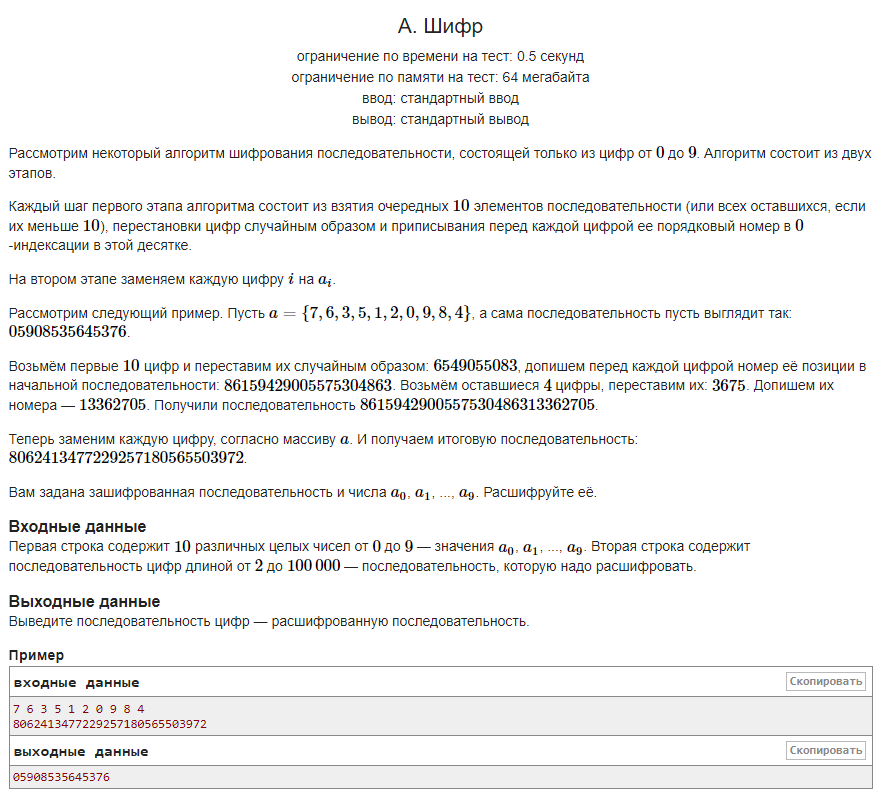 А. Шифр
ограничение по времени на тест: 0.5 секунд
ограничение по памяти на тест: 64 мегабайта
ввод: стандартный ввод
вывод: стандартный вывод
Рассмотрим некоторый алгоритм шифрования последовательности, состоящей только из цифр от 0 до 9. Алгоритм состоит из двух
этапов.
Каждый шаг первого этапа алгоритма состоит из взятия очередных 10 элементов последовательности (или всех оставшихся, если
их меньше 10), перестановки цифр случайным образом и приписывания перед каждой цифрой ее порядковый номер в 0
-индексации в этой десятке.
На втором этапе заменяем каждую цифру i на a_i.
Рассмотрим следующий пример. Пусть a = {7, 6, 3, 5, 1, 2, 0, 9, 8, 4}, а сама последовательность пусть выглядит так:
05908535645376.
Возьмём первые 10 цифр и переставим их случайным образом: 6549055083, допишем перед каждой цифрой номер её позиции в
начальной последовательности: 86159429005575304863. Возьмём оставшиеся 4 цифры, переставим их: 3675. Допишем их
номера — 13362705. Получили последовательность 8615942900557530486313362705.
Теперь заменим каждую цифру, согласно массиву a. И получаем итоговую последовательность:
8062413477229257180565503972.
Вам задана зашифрованная последовательность и числа a_0, a_1, ..., a_9. Расшифруйте её.
Входные данные
Первая строка содержит 10 различных целых чисел от 0 до 9 — значения a_0, a_1, ..., a_9. Вторая строка содержит
последовательность цифр длиной от 2 до 100 000 — последовательность, которую надо расшифровать.
Выходные данные
Выведите последовательность цифр — расшифрованную последовательность.
Пример
входные данные
Скопировать
7 6 3 5 1 2 0 9 8 4
8062413477229257180565503972
выходные данные
Скопировать
05908535645376